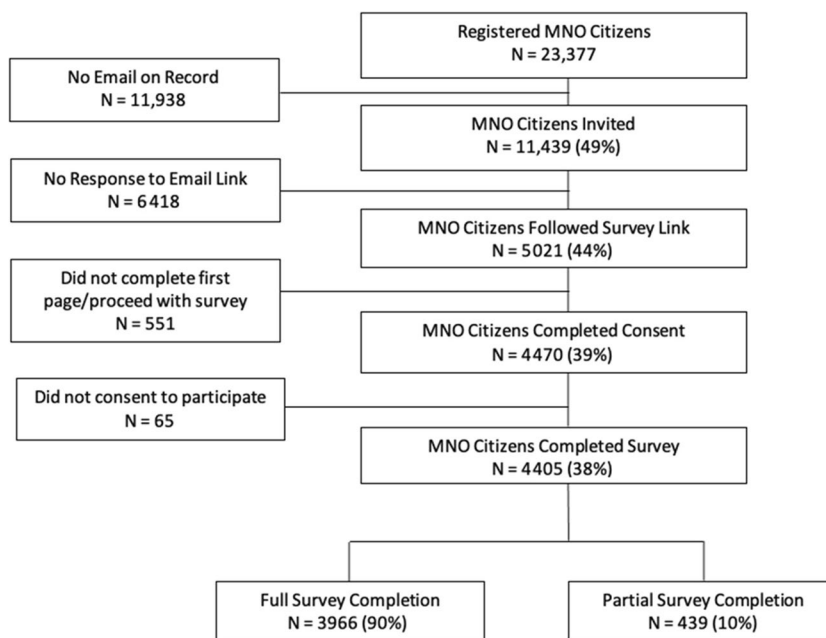 Registered MNO Citizens
N = 23,377
No Email on Record
N = 11,938
MNO Citizens Invited
N = 11,439 (49%)
No Response to Email Link
N = 6418
MNO Citizens Followed Survey Link
N = 5021 (44%)
Did not complete first
page/proceed with survey
N = 551
MNO Citizens Completed Consent
N = 4470 (39%)
Did not consent to participate
N = 65
MNO Citizens Completed Survey
N = 4405 (38%)
Full Survey Completion
N = 3966 (90%)
Partial Survey Completion
N = 439 (10%)